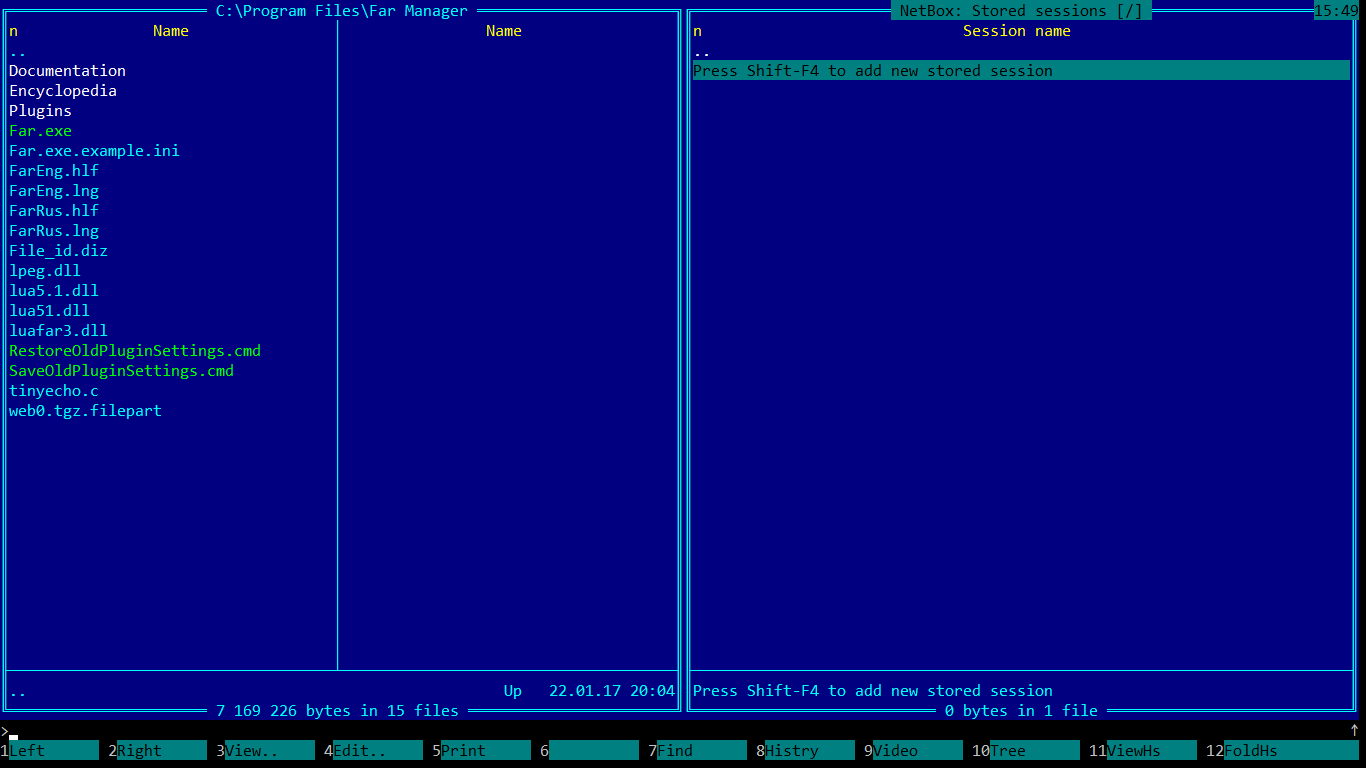 C:\Program Files\Far Manager
n Name Name
..
Documentation
Encyclopedia
Plugins
Far.exe
Far.exe.example.ini
FarEng.hlf
FarEng.lng
FarRus.hlf
FarRus.lng
File_id.diz
lpeg.dll
lua5.1.dll
lua51.dll
luafar3.dll
RestoreOldPluginSettings.cmd
SaveOldPluginSettings.cmd
tinyecho.c
web0.tgz.filepart
.. Up 22.01.17 20:04
7 169 226 bytes in 15 files
NetBox: Stored sessions [/] 15:49
n Session name
..
Press Shift-F4 to add new stored session
Press Shift-F4 to add new stored session
0 bytes in 1 file
> ↑
1Left 2Right 3View.. 4Edit.. 5Print 6 7Find 8Histry 9Video 10Tree 11ViewHs 12FoldHs